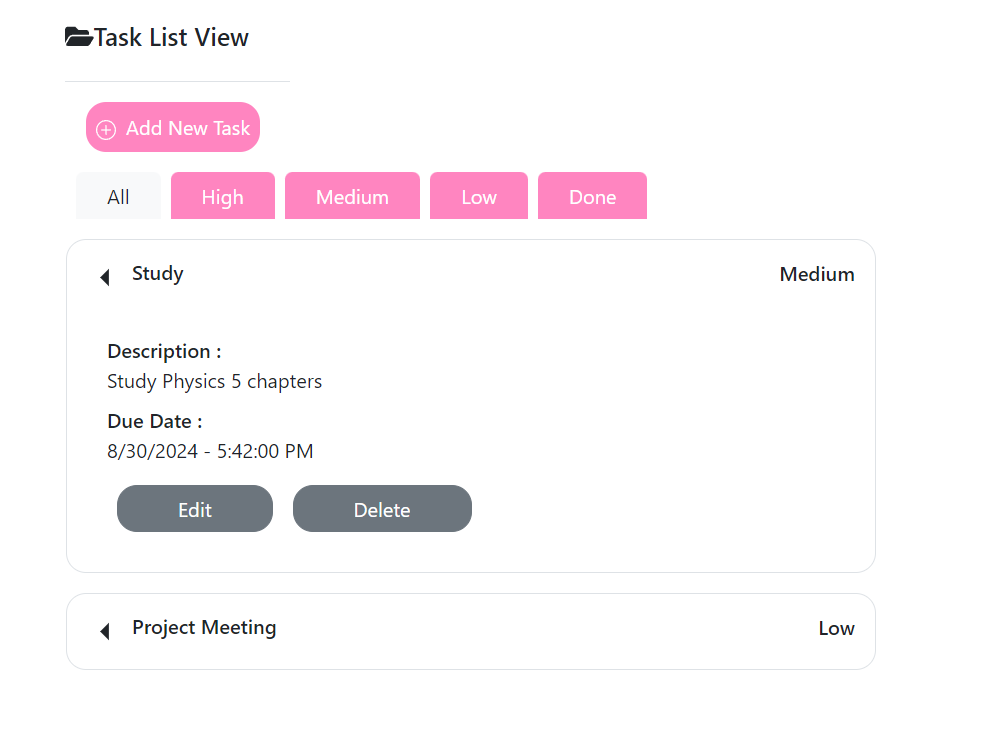 Task List View
Add New Task
All High Medium Low Done
Study Medium
Description :
Study Physics 5 chapters
Due Date :
8/30/2024 - 5:42:00 PM
Edit Delete
Project Meeting Low